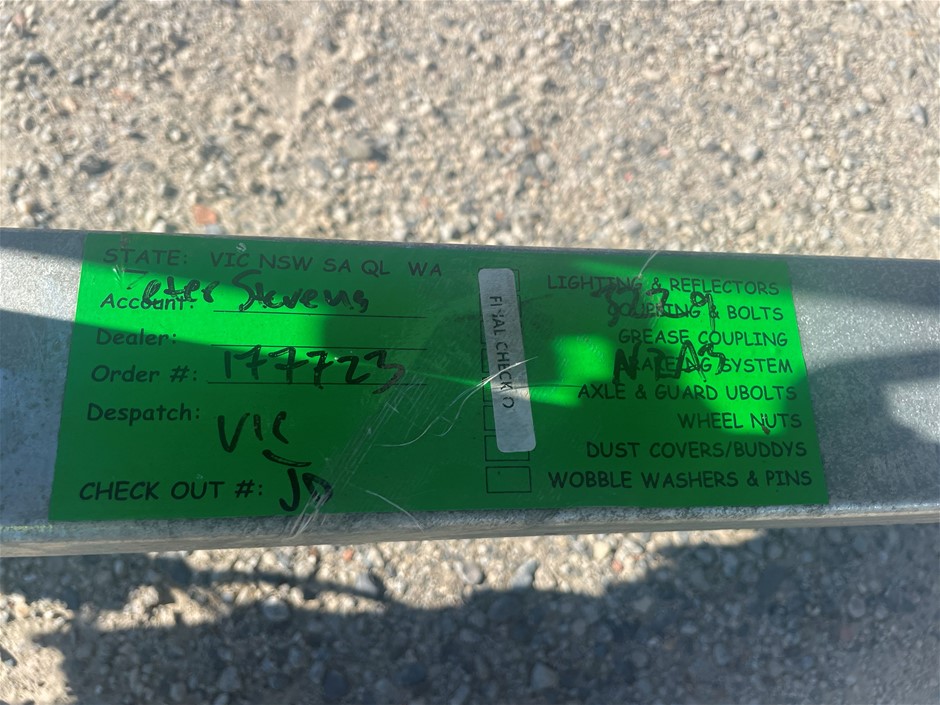 STATE: VIC NSW SA QL WA
Account: Peter Stevens
Dealer:
Order #: 177723
Despatch: VIC
CHECK OUT #: JD
FINAL CHECK
LIGHTING & REFLECTORS
COUPLING & BOLTS
GREASE COUPLING
BRAKEING SYSTEM
AXLE & GUARD UBOLTS
WHEEL NUTS
DUST COVERS/BUDDYS
WOBBLE WASHERS & PINS